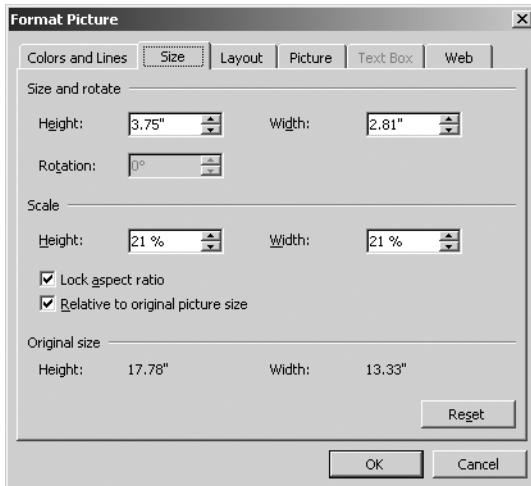 Format Picture
Colors and Lines Size Layout Picture Text Box Web
Size and rotate
Height: 3.75" Width: 2.81"
Rotation: 0°
Scale
Height: 21 % Width: 21 %
Lock aspect ratio
Relative to original picture size
Original size
Height: 17.78" Width: 13.33"
Reset
OK Cancel